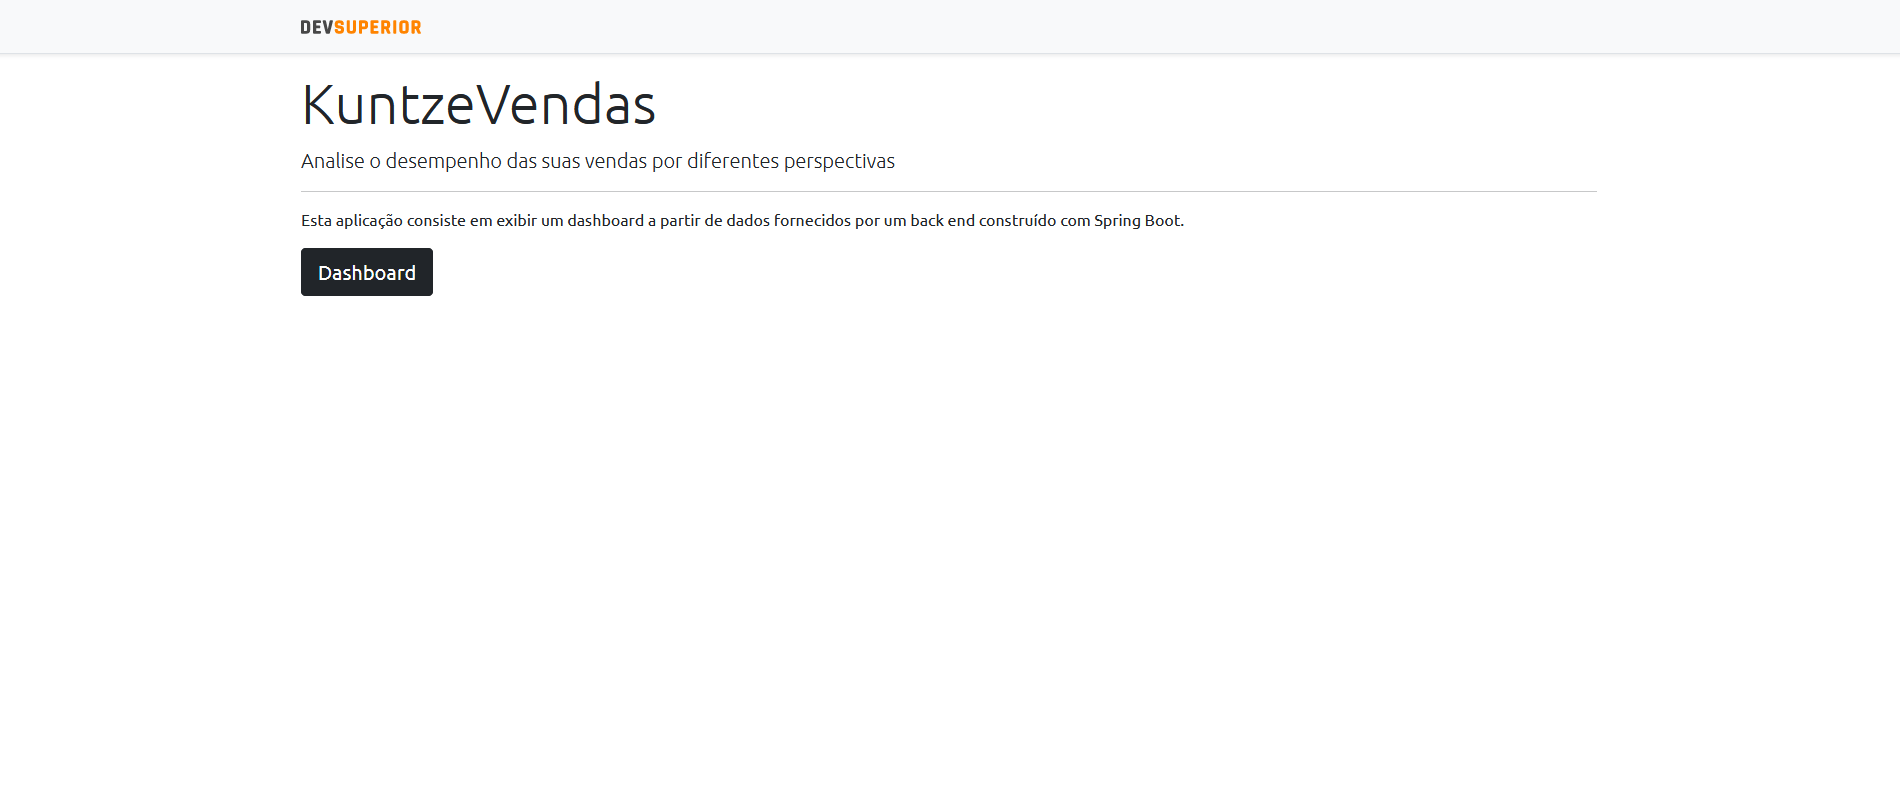 DEVSUPERIOR
KuntzeVendas
Analise o desempenho das suas vendas por diferentes perspectivas
Esta aplicação consiste em exibir um dashboard a partir de dados fornecidos por um back end construído com Spring Boot.
Dashboard